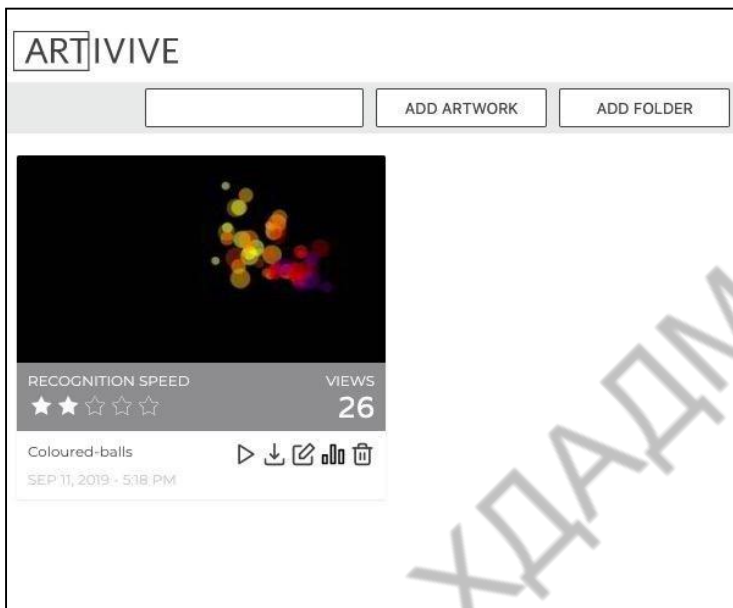 ARTIVIVE
ADD ARTWORK ADD FOLDER
RECOGNITION SPEED VIEWS
26
Coloured-balls
SEP 11, 2019 - 5:18 PM
ХДАДМ